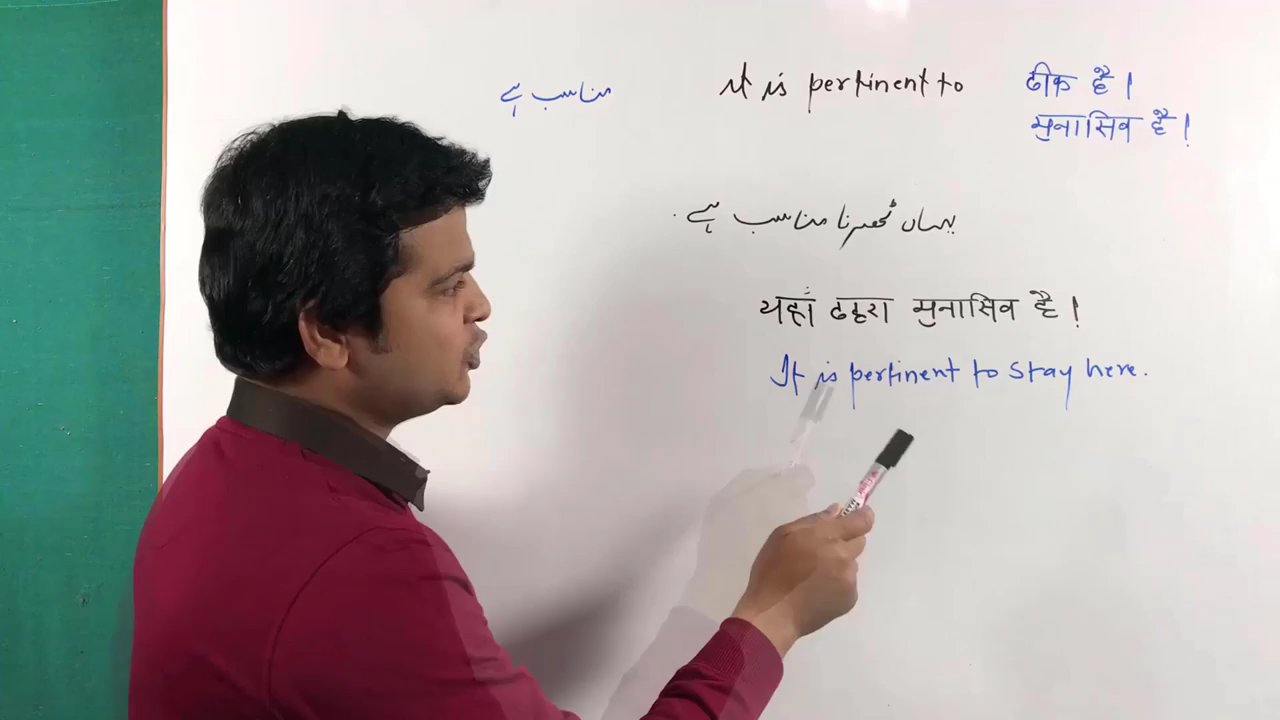 مناسب ہے it is pertinent to ठीक है।
मुनासिव है।
یہاں ٹھہرنا مناسب ہے۔
यहाँ ठहरा मुनासिव है।
It is pertinent to stay here.